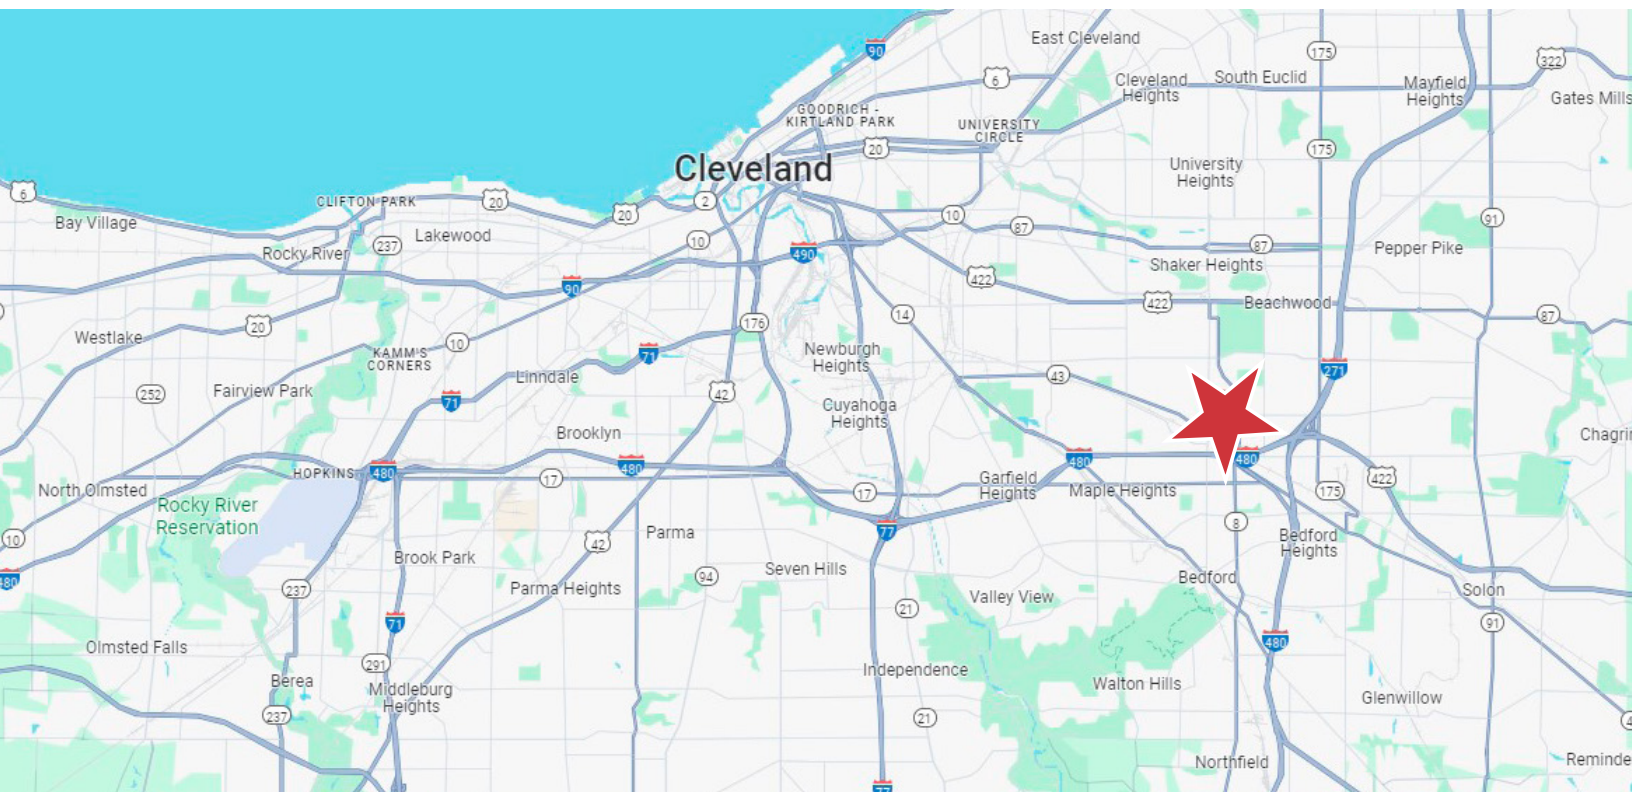 90
East Cleveland
175
6
Cleveland
Heights
South Euclid
322
Mayfield
Heights
Gates Mills
GOODRICH -
KIRTLAND PARK
UNIVERSITY
CIRCLE
20
175
Cleveland
University
Heights
6
CLIFTON PARK
20
20
2
10
91
Bay Village
Lakewood
237
Rocky River
10
490
87
87
Pepper Pike
Shaker Heights
90
422
422
Beachwood
14
87
Westlake
20
10
176
KAMM'S
CORNERS
71
Newburgh
Heights
271
Linndale
43
252
Fairview Park
71
42
Cuyahoga
Heights
Brooklyn
HOPKINS
480
480
480
480
17
17
Garfield
Heights
Maple Heights
175
422
North Olmsted
Rocky River
Reservation
10
480
77
8
Parma
42
Bedford
Heights
Brook Park
Seven Hills
94
Bedford
237
Parma Heights
Valley View
Solon
21
71
91
480
Olmsted Falls
291
Independence
Berea
Middleburg
Heights
Walton Hills
Glenwillow
237
21
Northfield
77